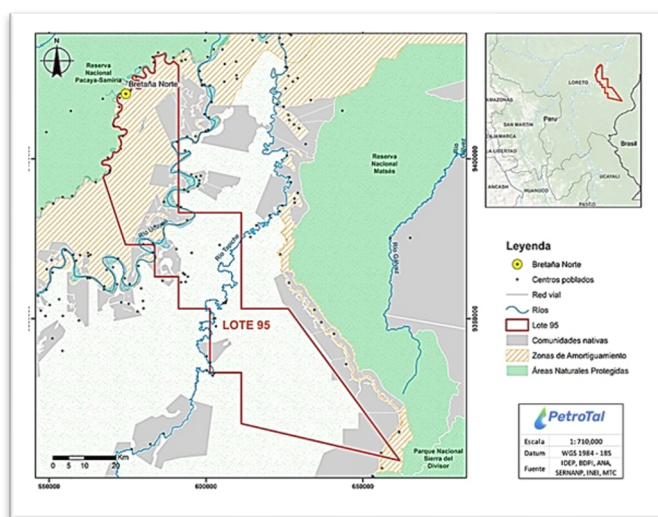 N
Reserva
Nacional
Pacaya-Samiria
Bretaña Norte
Reserva
Nacional
Matsés
Río Ucayali
Río Tapiche
Río Gálvez
LOTE 95
Parque Nacional
Sierra del
Divisor
Km
0 5 10 20
550000
600000
650000
9400000
9350000
LORETO
AMAZONAS
SAN MARTIN
CAJAMARCA
LA LIBERTAD
Peru
Brasil
UCAYALI
ANCASH
HUANUCO
PASCO
Leyenda
Bretaña Norte
Centros poblados
Red vial
Ríos
Lote 95
Comunidades nativas
Zonas de Amortiguamiento
Áreas Naturales Protegidas
PetroTal
Escala 1: 710,000
Datum WGS 1984 - 18S
Fuente IDEP, BDFI, ANA,
SERNANP, INEI, MTC